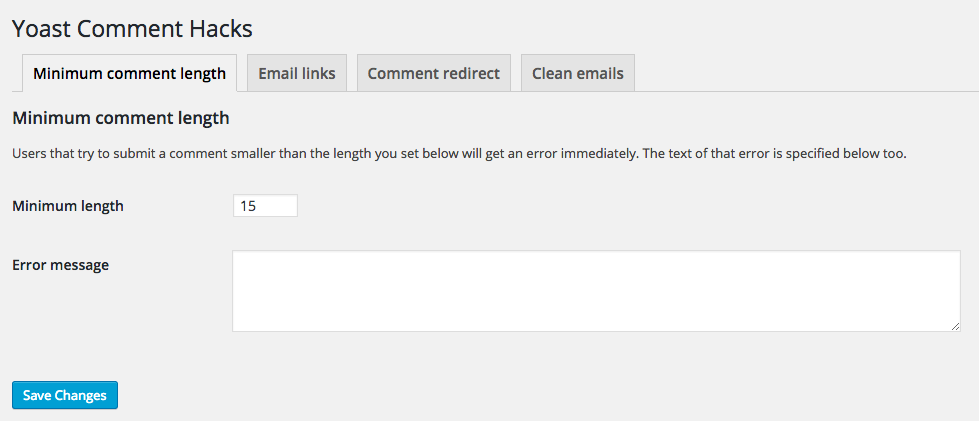 Yoast Comment Hacks
Minimum comment length Email links Comment redirect Clean emails
Minimum comment length
Users that try to submit a comment smaller than the length you set below will get an error immediately. The text of that error is specified below too.
Minimum length 15
Error message
Save Changes